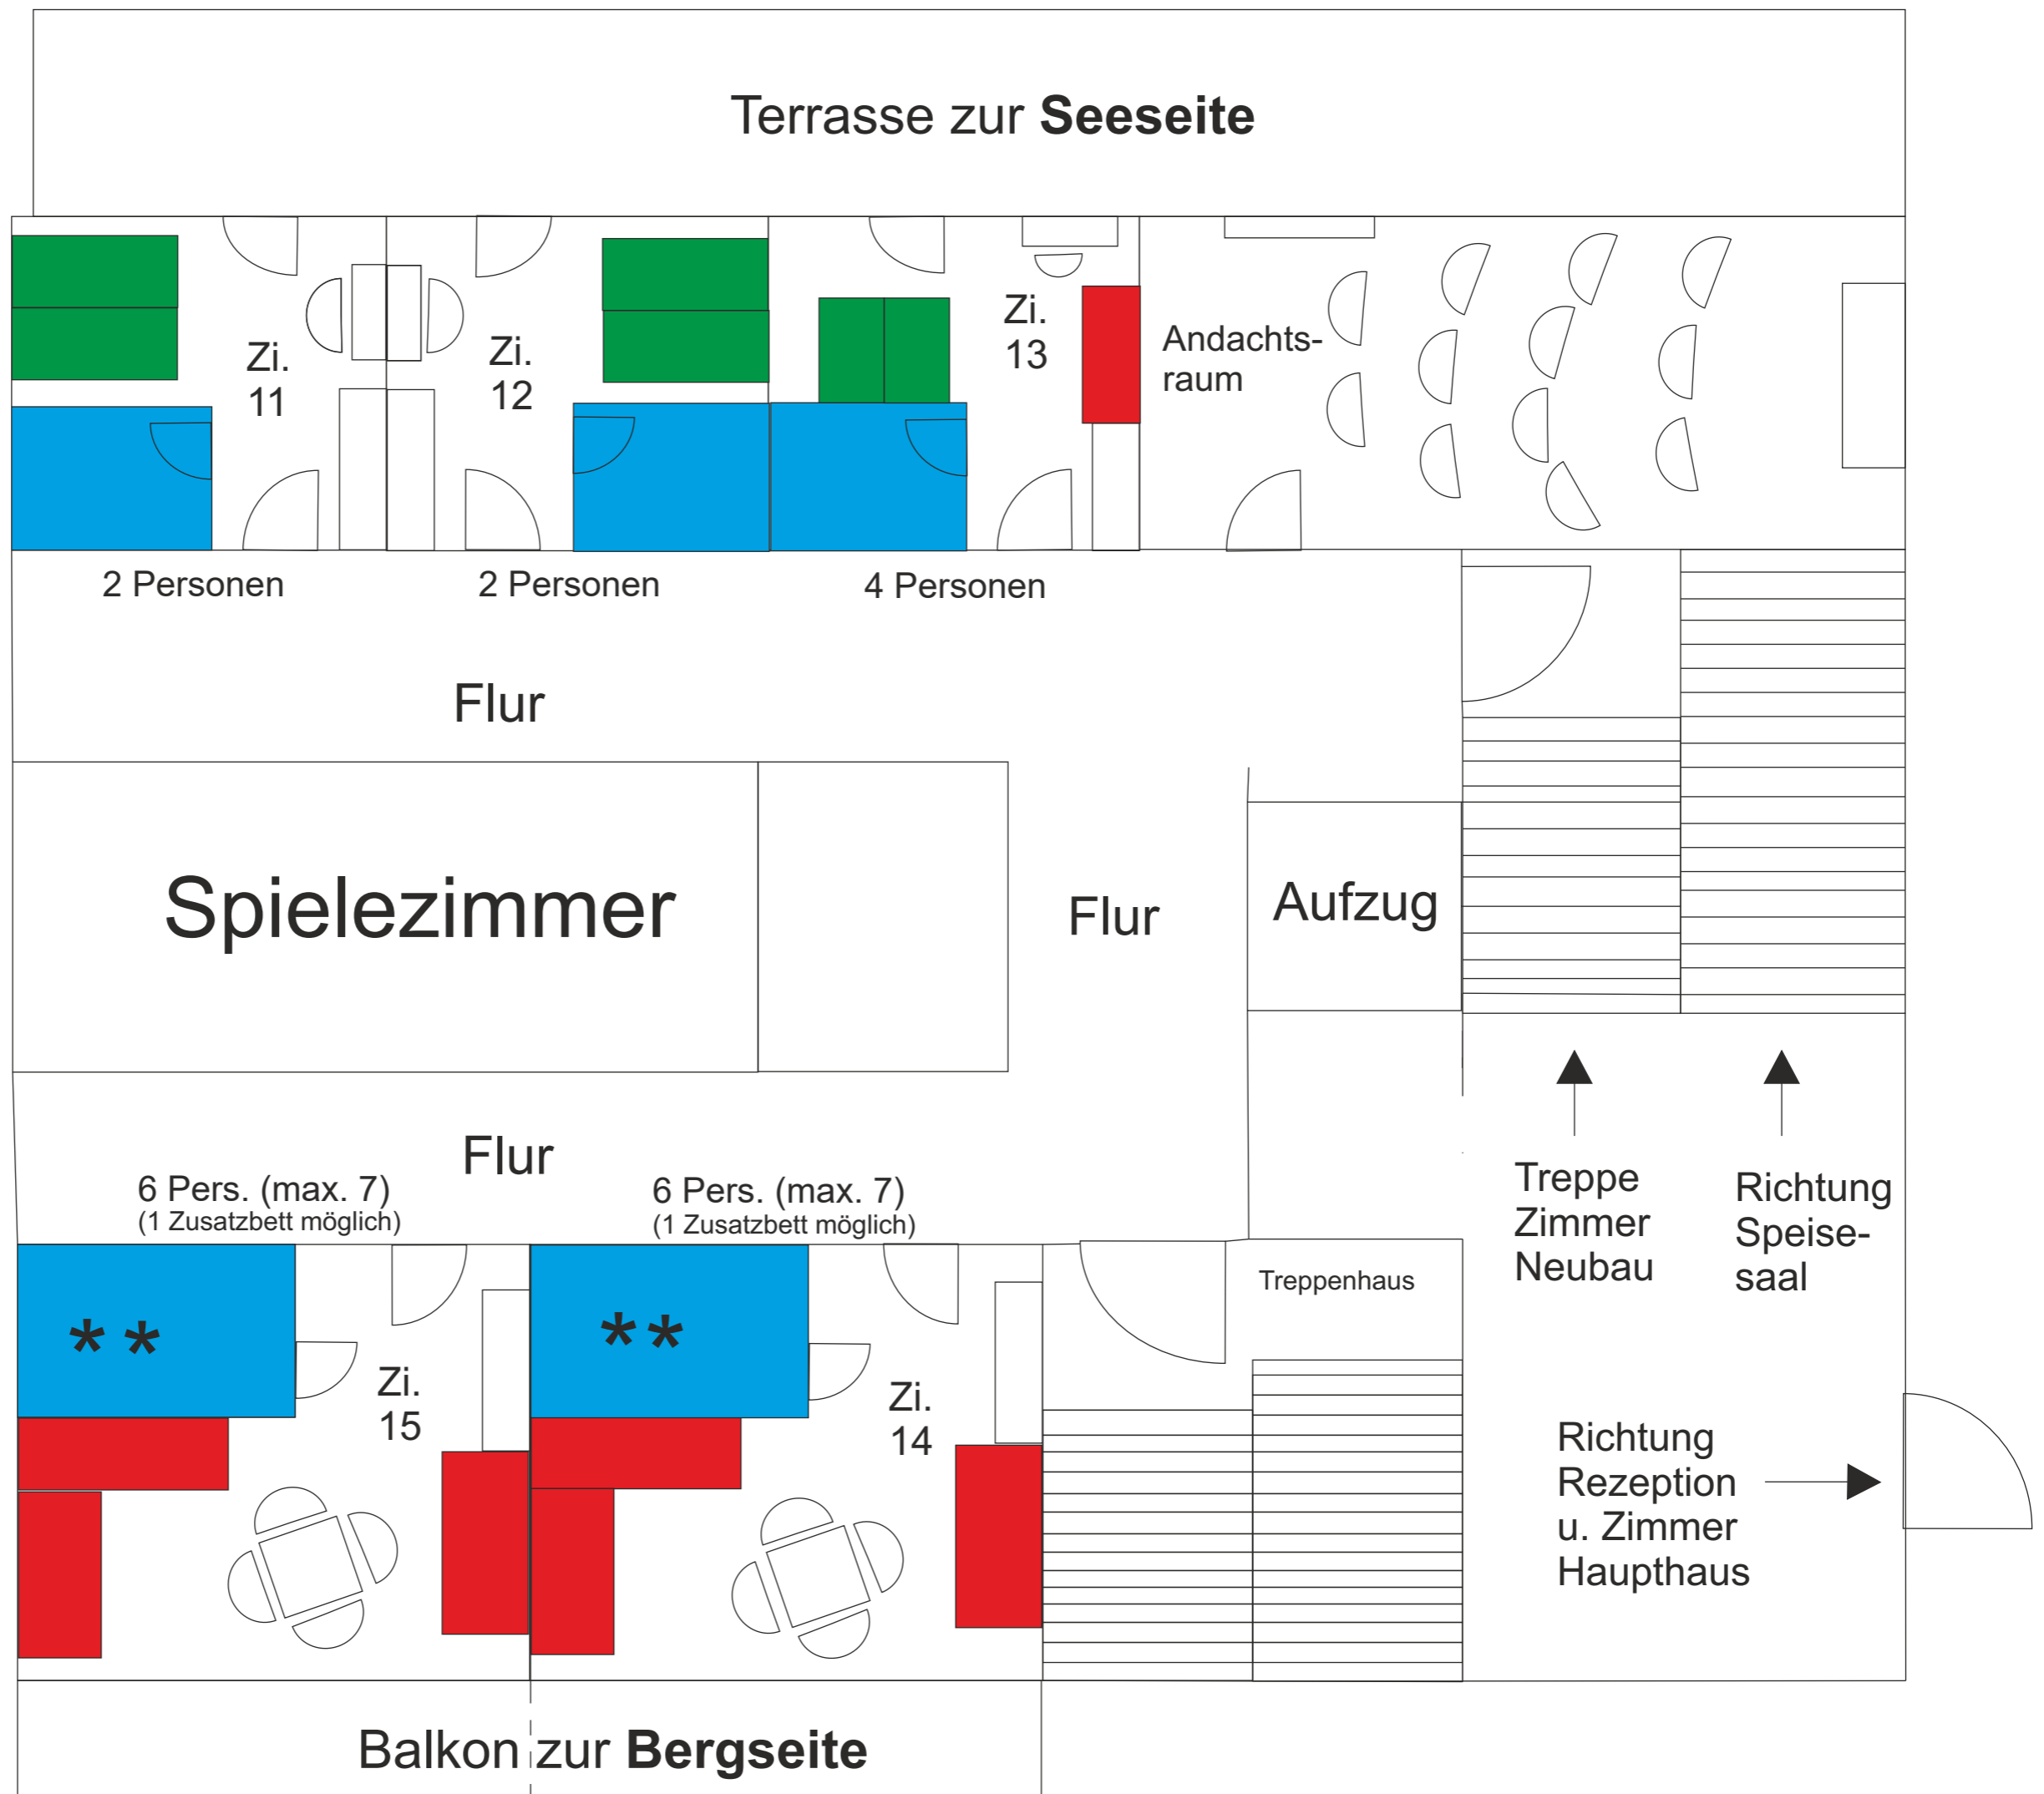 Terrasse zur Seeseite
Zi.
11
Zi.
12
Zi.
13
Andachts-
raum
2 Personen
2 Personen
4 Personen
Flur
Spielezimmer
Flur
Aufzug
Flur
6 Pers. (max. 7)
(1 Zusatzbett möglich)
6 Pers. (max. 7)
(1 Zusatzbett möglich)
Treppe
Zimmer
Neubau
Richtung
Speise-
saal
* *
Zi.
15
* *
Zi.
14
Treppenhaus
Richtung
Rezeption
u. Zimmer
Haupthaus
Balkon zur Bergseite